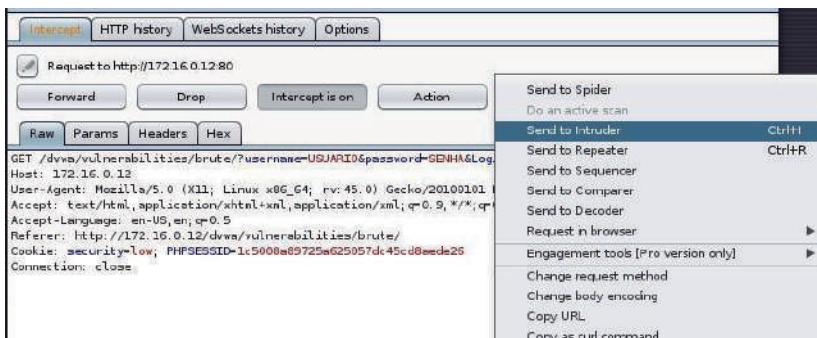 Intercept HTTP history WebSockets history Options
Request to http://172.16.0.12:80
Forward Drop Intercept is on Action
Raw Params Headers Hex
GET /dvwa/vulnerabilities/brute/?username=USUARIO&password=SENHA&Log
Host: 172.16.0.12
User-Agent: Mozilla/5.0 (X11; Linux x86_64; rv:45.0) Gecko/20100101
Accept: text/html,application/xhtml+xml,application/xml;q=0.9,*/*;q=
Accept-Language: en-US,en;q=0.5
Referer: http://172.16.0.12/dvwa/vulnerabilities/brute/
Cookie: security=low; PHPSESSID=1c5008a89725a625057dc45cd8aede26
Connection: close
Send to Spider
Do an active scan
Send to Intruder Ctrl+I
Send to Repeater Ctrl+R
Send to Sequencer
Send to Comparer
Send to Decoder
Request in browser
Engagement tools [Pro version only]
Change request method
Change body encoding
Copy URL
Copy as curl command